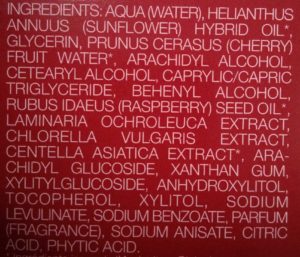 INGREDIENTS: AQUA (WATER), HELIANTHUS
ANNUUS (SUNFLOWER) HYBRID OIL*,
GLYCERIN, PRUNUS CERASUS (CHERRY)
FRUIT WATER*, ARACHIDYL ALCOHOL,
CETEARYL ALCOHOL, CAPRYLIC/CAPRIC
TRIGLYCERIDE, BEHENYL ALCOHOL,
RUBUS IDAEUS (RASPBERRY) SEED OIL*,
LAMINARIA OCHROLEUCA EXTRACT,
CHLORELLA VULGARIS EXTRACT,
CENTELLA ASIATICA EXTRACT*, ARA-
CHIDYL GLUCOSIDE, XANTHAN GUM,
XYLITYLGLUCOSIDE, ANHYDROXYLITOL,
TOCOPHEROL, XYLITOL, SODIUM
LEVULINATE, SODIUM BENZOATE, PARFUM
(FRAGRANCE), SODIUM ANISATE, CITRIC
ACID, PHYTIC ACID.